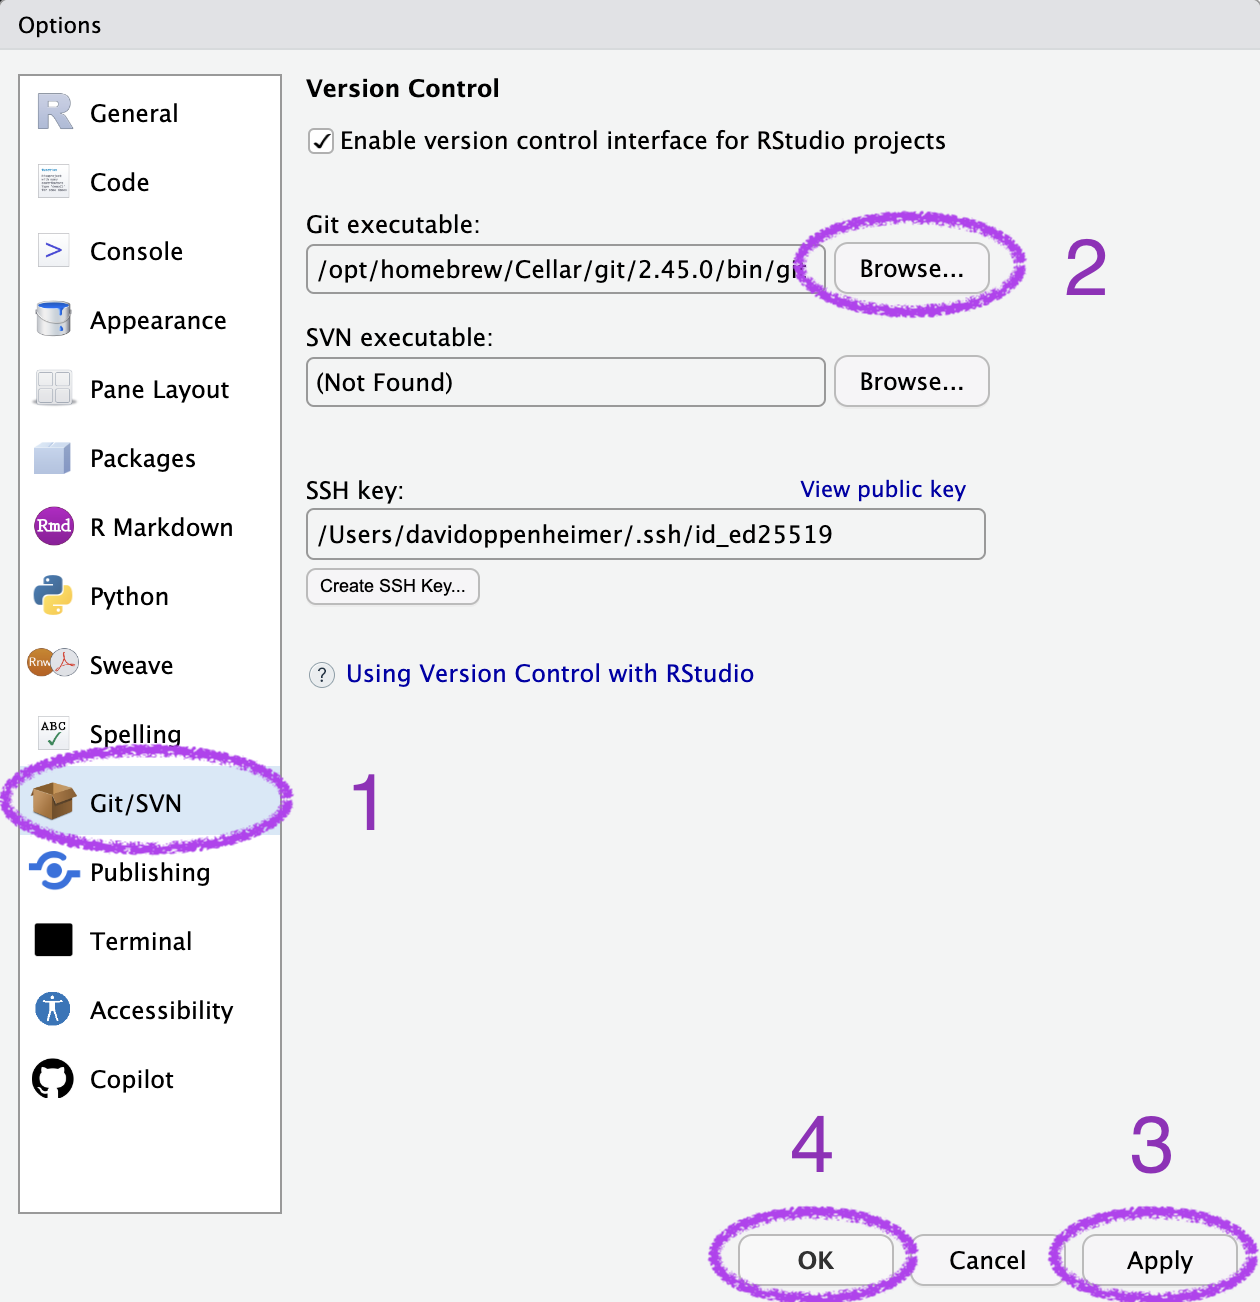 Options
General
Code
Console
Appearance
Pane Layout
Packages
Rmd R Markdown
Python
Rnw Sweave
ABC Spelling
Git/SVN
Publishing
Terminal
Accessibility
Copilot
1
Version Control
Enable version control interface for RStudio projects
Git executable:
/opt/homebrew/Cellar/git/2.45.0/bin/git Browse...
2
SVN executable:
(Not Found) Browse...
SSH key: View public key
/Users/davidoppenheimer/.ssh/id_ed25519
Create SSH Key...
? Using Version Control with RStudio
4 3
OK Cancel Apply